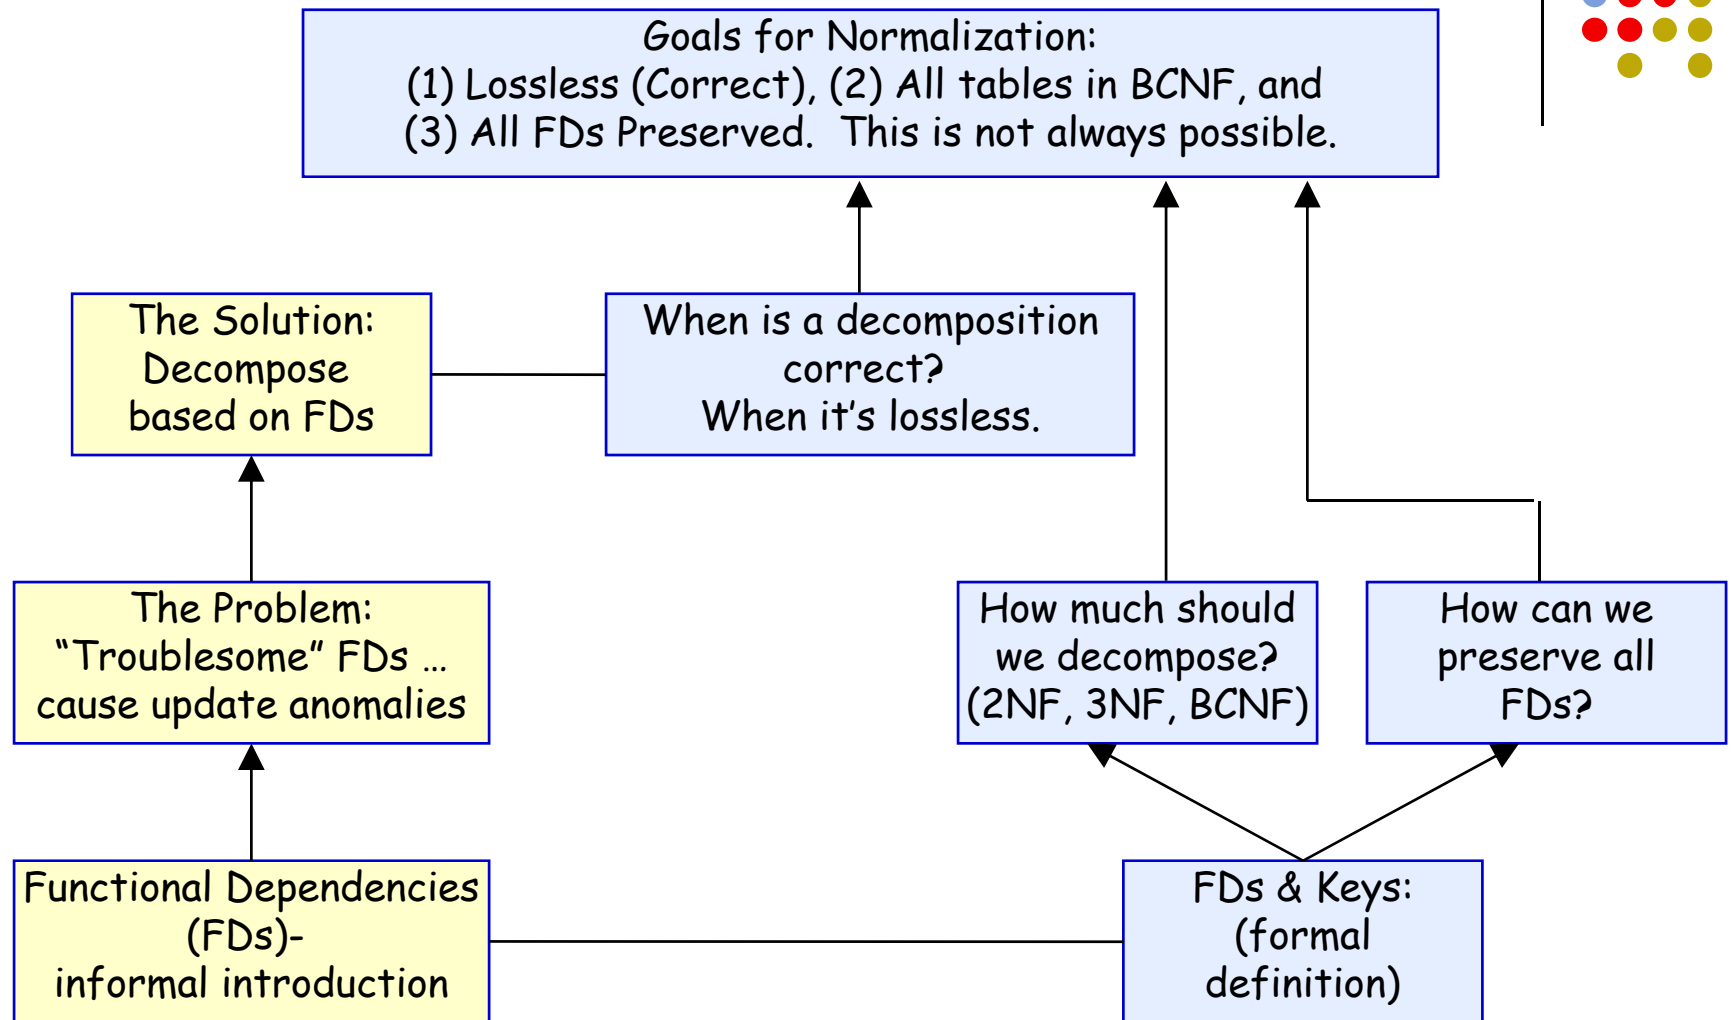 Goals for Normalization:
(1) Lossless (Correct), (2) All tables in BCNF, and
(3) All FDs Preserved. This is not always possible.
The Solution:
Decompose
based on FDs
When is a decomposition
correct?
When it's lossless.
The Problem:
“Troublesome” FDs …
cause update anomalies
How much should
we decompose?
(2NF, 3NF, BCNF)
How can we
preserve all
FDs?
Functional Dependencies
(FDs)-
informal introduction
FDs & Keys:
(formal
definition)